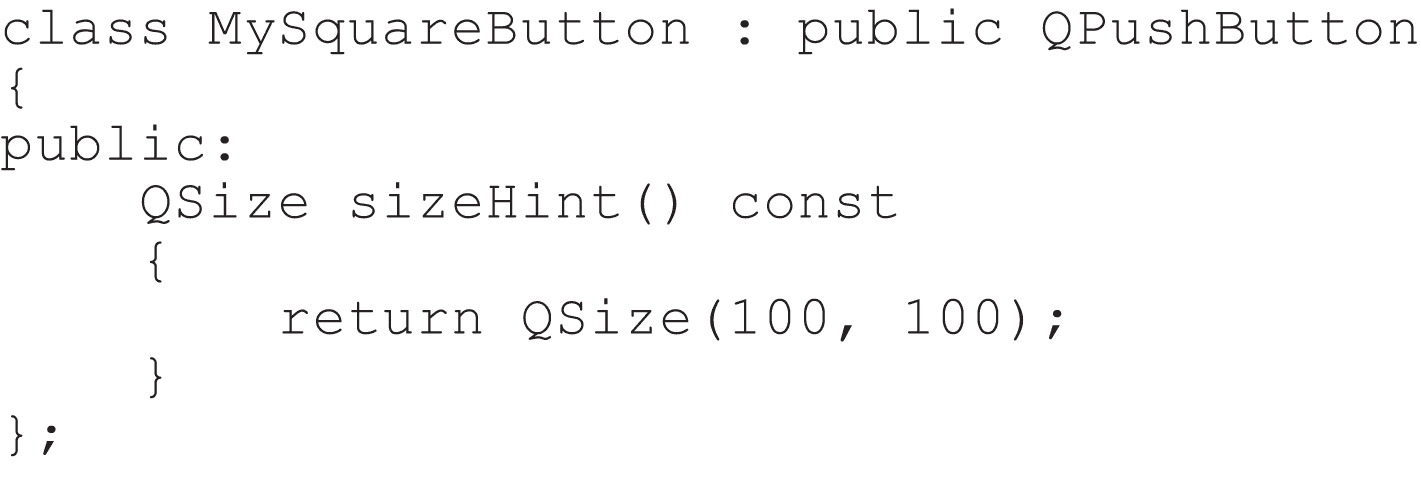 class MySquareButton : public QPushButton
{
public:
    QSize sizeHint() const
    {
        return QSize(100, 100);
    }
};